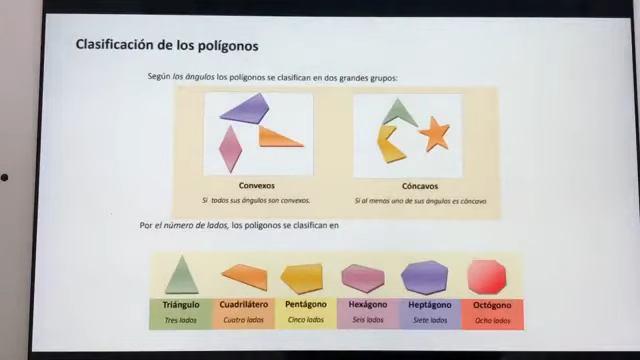 Clasificación de los polígonos
Según los ángulos los polígonos se clasifican en dos grandes grupos:
Convexos
Cóncavos
Si todos sus ángulos son convexos.
Si al menos uno de sus ángulos es cóncavo
Por el número de lados, los polígonos se clasifican en
Triángulo
Cuadrilátero
Pentágono
Hexágono
Heptágono
Octógono
Tres lados
Cuatro lados
Cinco lados
Seis lados
Siete lados
Ocho lados